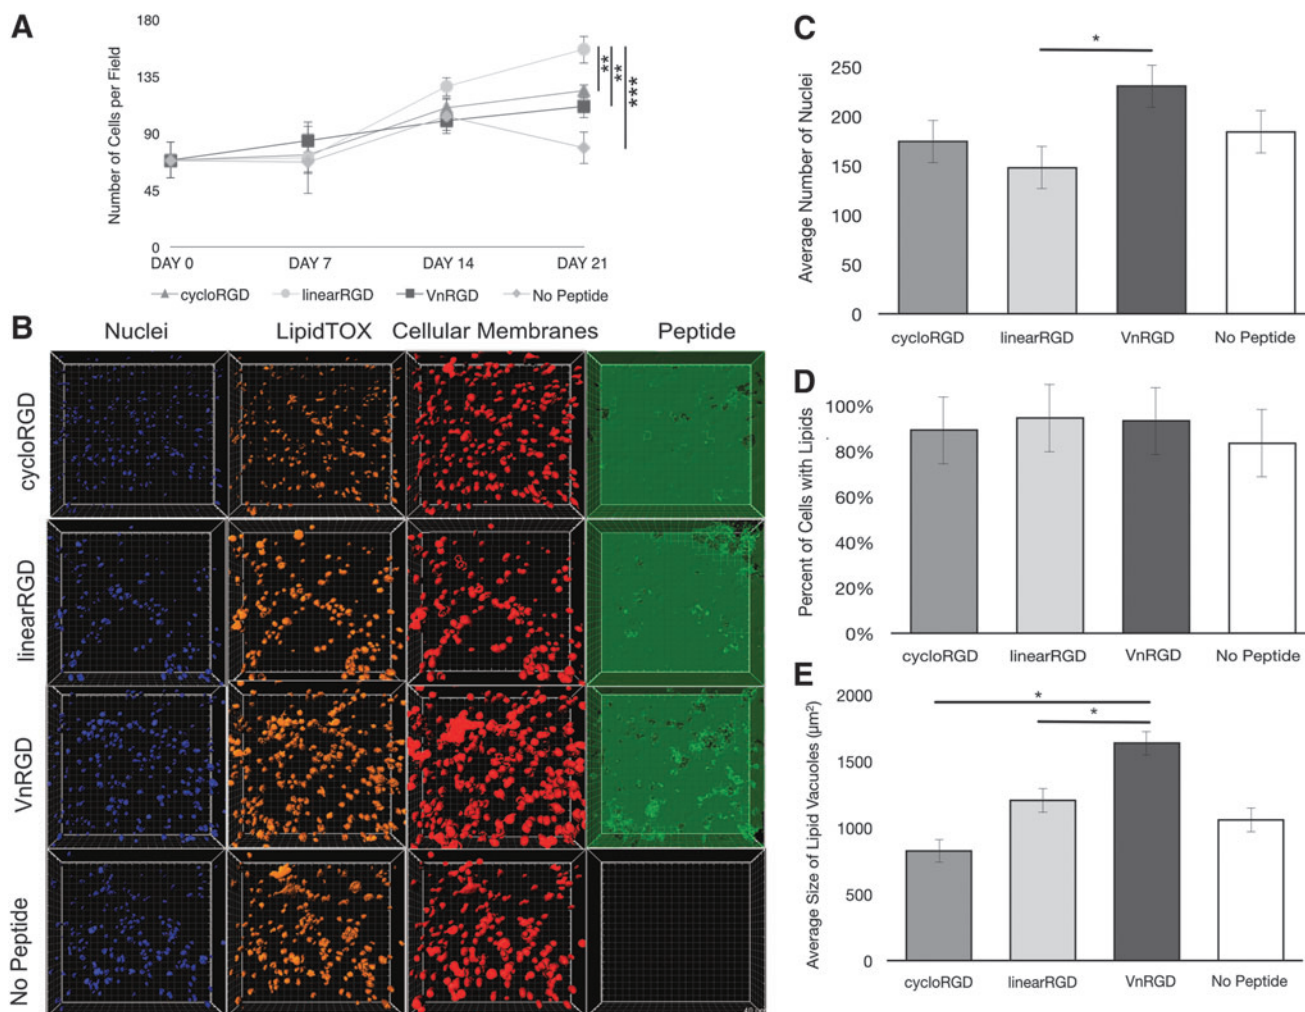 A
Number of Cells per Field
180
135
90
45
0
DAY 0 DAY 7 DAY 14 DAY 21
**
**
***
cycloRGD linearRGD VnRGD No Peptide
B
Nuclei LipidTOX Cellular Membranes Peptide
cycloRGD
linearRGD
VnRGD
No Peptide
C
Average Number of Nuclei
250
200
150
100
50
0
*
cycloRGD linearRGD VnRGD No Peptide
D
Percent of Cells with Lipids
100%
80%
60%
40%
20%
0%
cycloRGD linearRGD VnRGD No Peptide
E
Average Size of Lipid Vacuoles (µm²)
2000
1500
1000
500
0
*
*
cycloRGD linearRGD VnRGD No Peptide